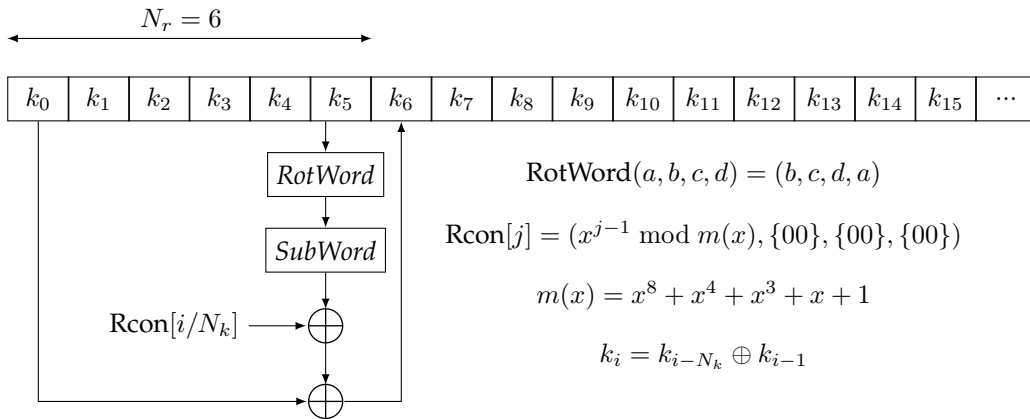 N_r = 6
k_0 k_1 k_2 k_3 k_4 k_5 k_6 k_7 k_8 k_9 k_10 k_11 k_12 k_13 k_14 k_15 ...
RotWord
RotWord(a, b, c, d) = (b, c, d, a)
SubWord
Rcon[j] = (x^{j−1} mod m(x), {00}, {00}, {00})
m(x) = x^8 + x^4 + x^3 + x + 1
Rcon[i/N_k]
k_i = k_{i−N_k} ⊕ k_{i−1}